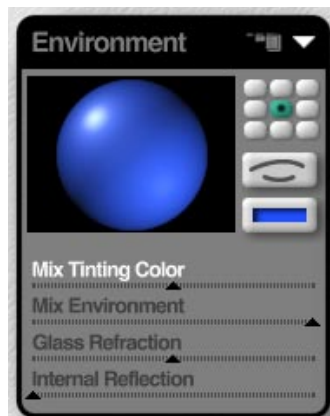 Environment
Mix Tinting Color
Mix Environment
Glass Refraction
Internal Reflection